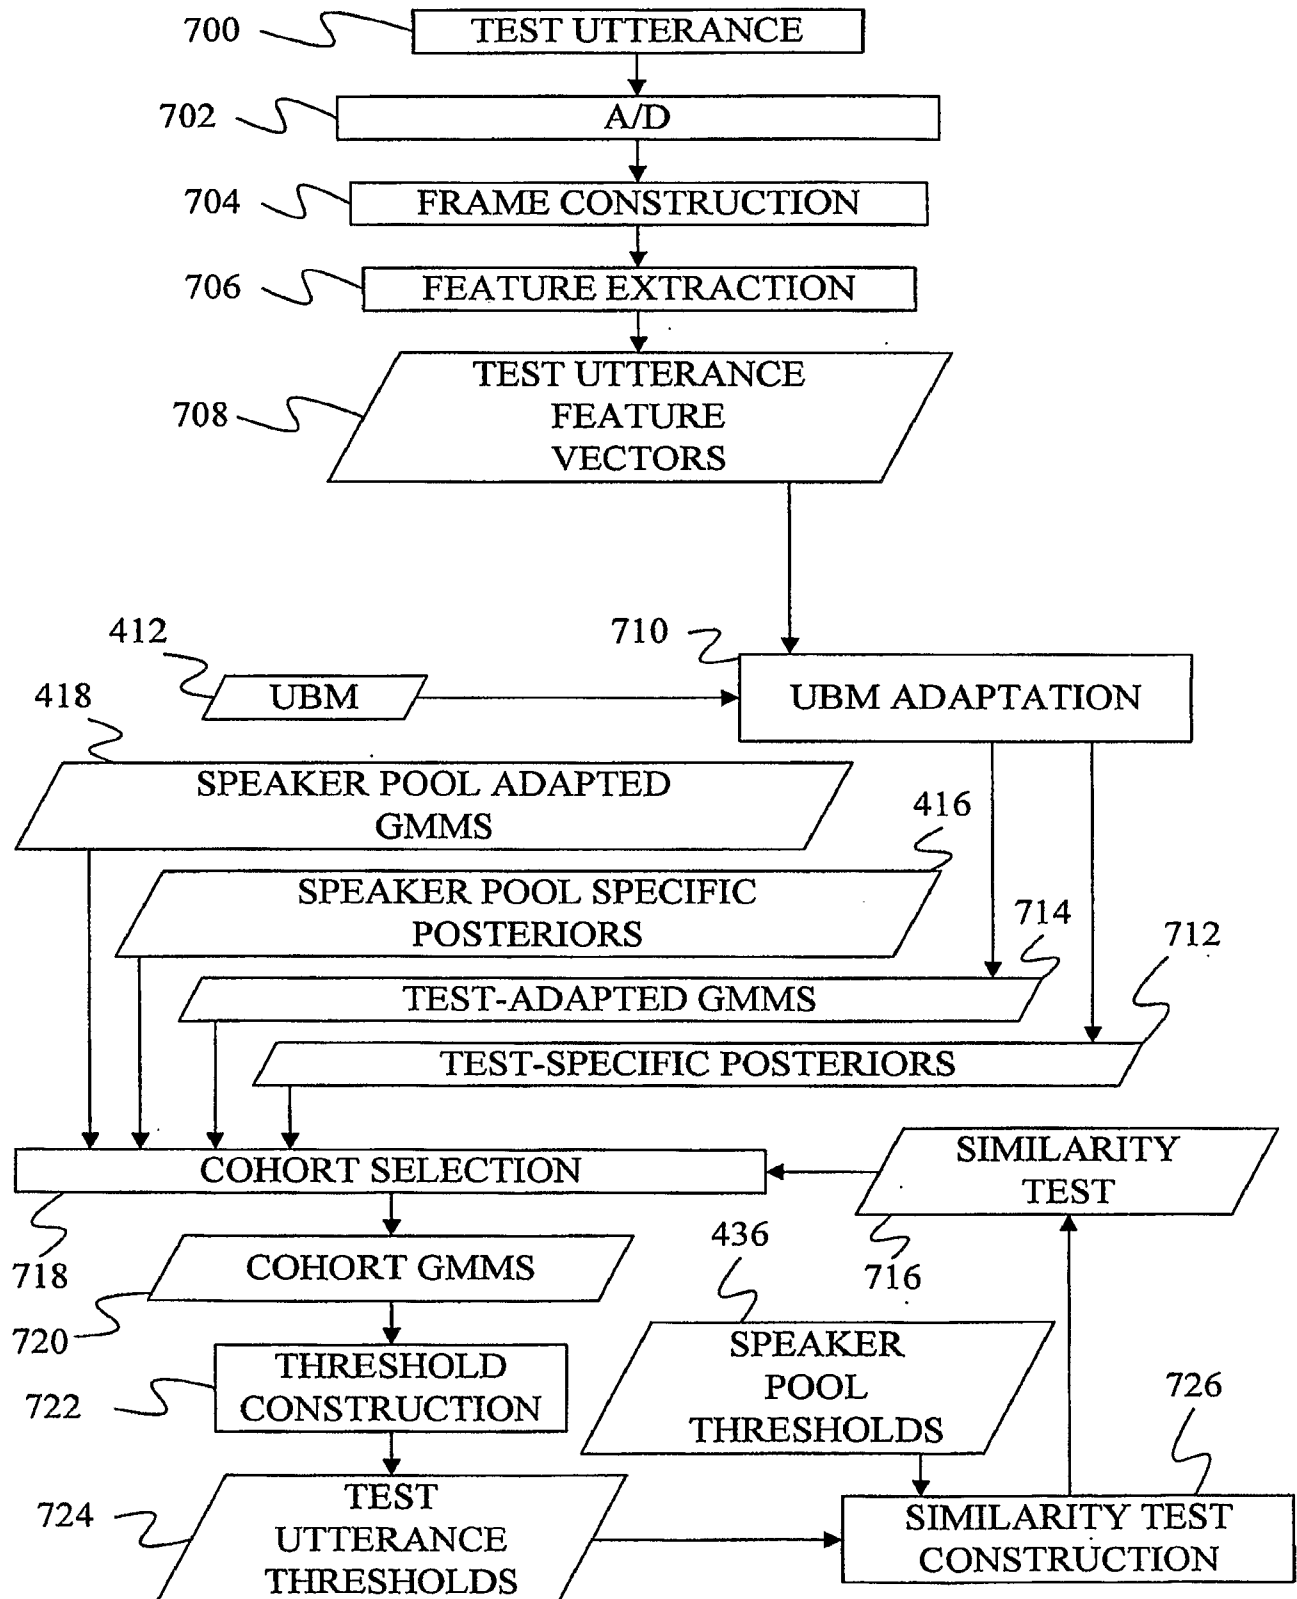 700
TEST UTTERANCE
702
A/D
704
FRAME CONSTRUCTION
706
FEATURE EXTRACTION
708
TEST UTTERANCE
FEATURE
VECTORS
412
710
UBM
UBM ADAPTATION
418
SPEAKER POOL ADAPTED
GMMS
416
SPEAKER POOL SPECIFIC
POSTERIORS
714
712
TEST-ADAPTED GMMS
TEST-SPECIFIC POSTERIORS
COHORT SELECTION
SIMILARITY
TEST
718
436
716
COHORT GMMS
720
THRESHOLD
CONSTRUCTION
722
SPEAKER
POOL
THRESHOLDS
726
724
TEST
UTTERANCE
THRESHOLDS
SIMILARITY TEST
CONSTRUCTION